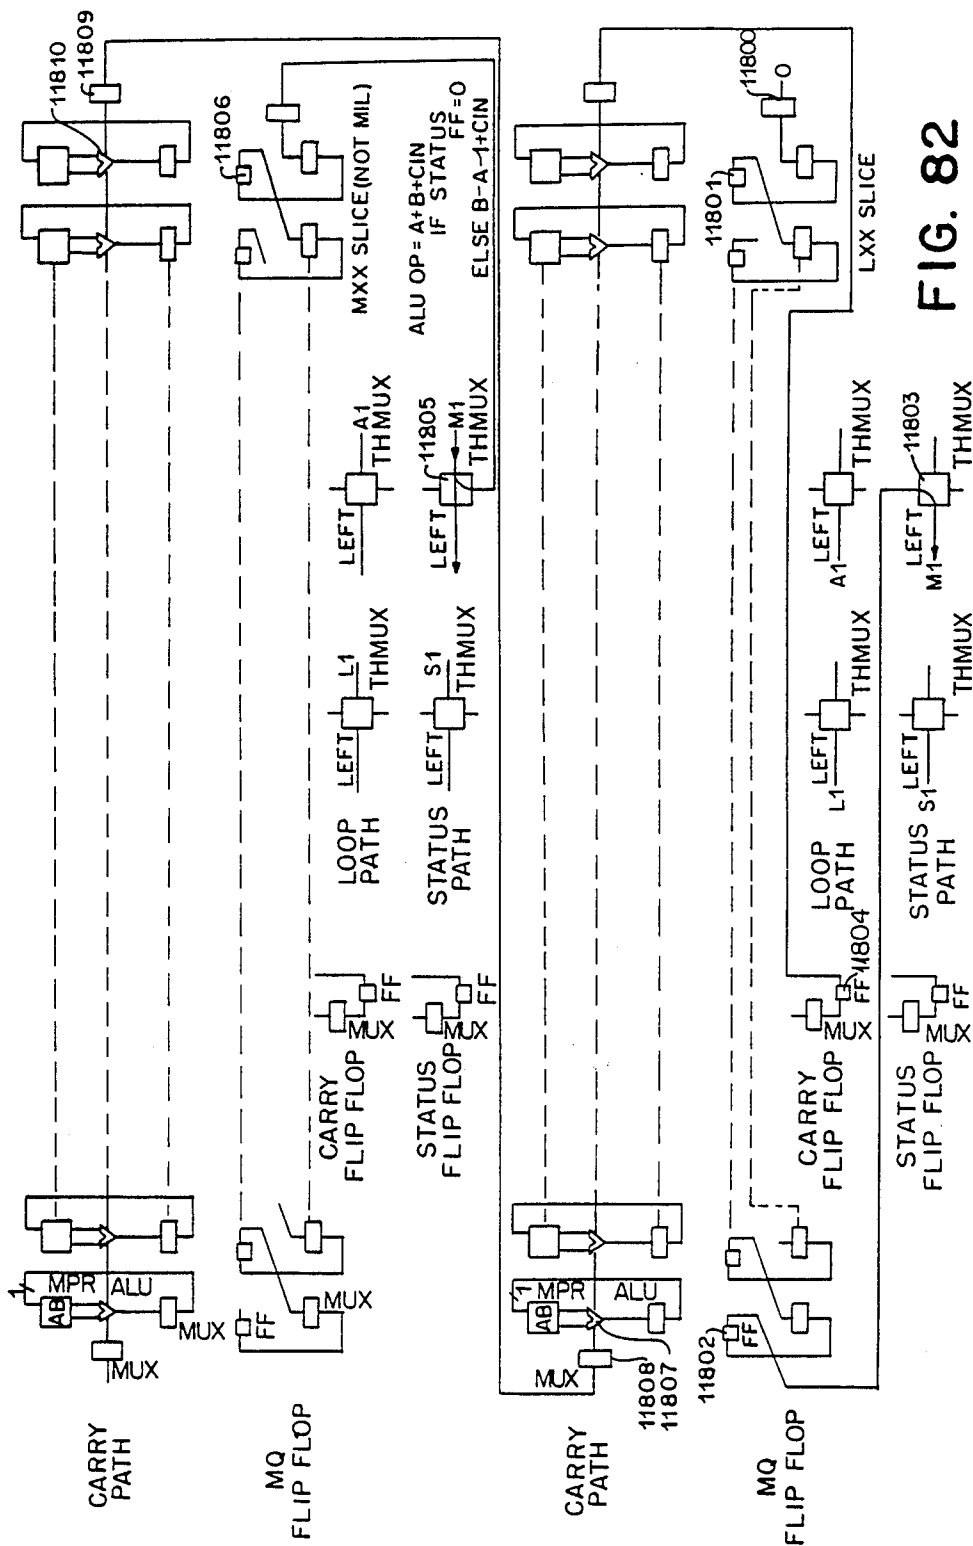 CARRY
PATH
MUX
1
AB
MPR
ALU
MUX
11810
11809
MQ
FLIP FLOP
FF
MUX
11806
MXX SLICE (NOT MIL)
CARRY
FLIP FLOP
MUX
FF
LOOP
PATH
LEFT
L1
THMUX
LEFT
A1
THMUX
ALU OP = A+B+CIN
IF STATUS
FF=0
ELSE B-A-1+CIN
STATUS
FLIP FLOP
MUX
FF
STATUS
PATH
LEFT
S1
THMUX
LEFT
11805
M1
THMUX
CARRY
PATH
MUX
1
AB
MPR
ALU
11808
11807
MQ
FLIP FLOP
11802
FF
11801
11800
0
LXX SLICE
CARRY
FLIP FLOP
MUX
FF
11804
LOOP
PATH
L1
LEFT
THMUX
A1
LEFT
THMUX
STATUS
FLIP FLOP
MUX
FF
STATUS
PATH
S1
LEFT
THMUX
M1
LEFT
11803
THMUX
FIG. 82